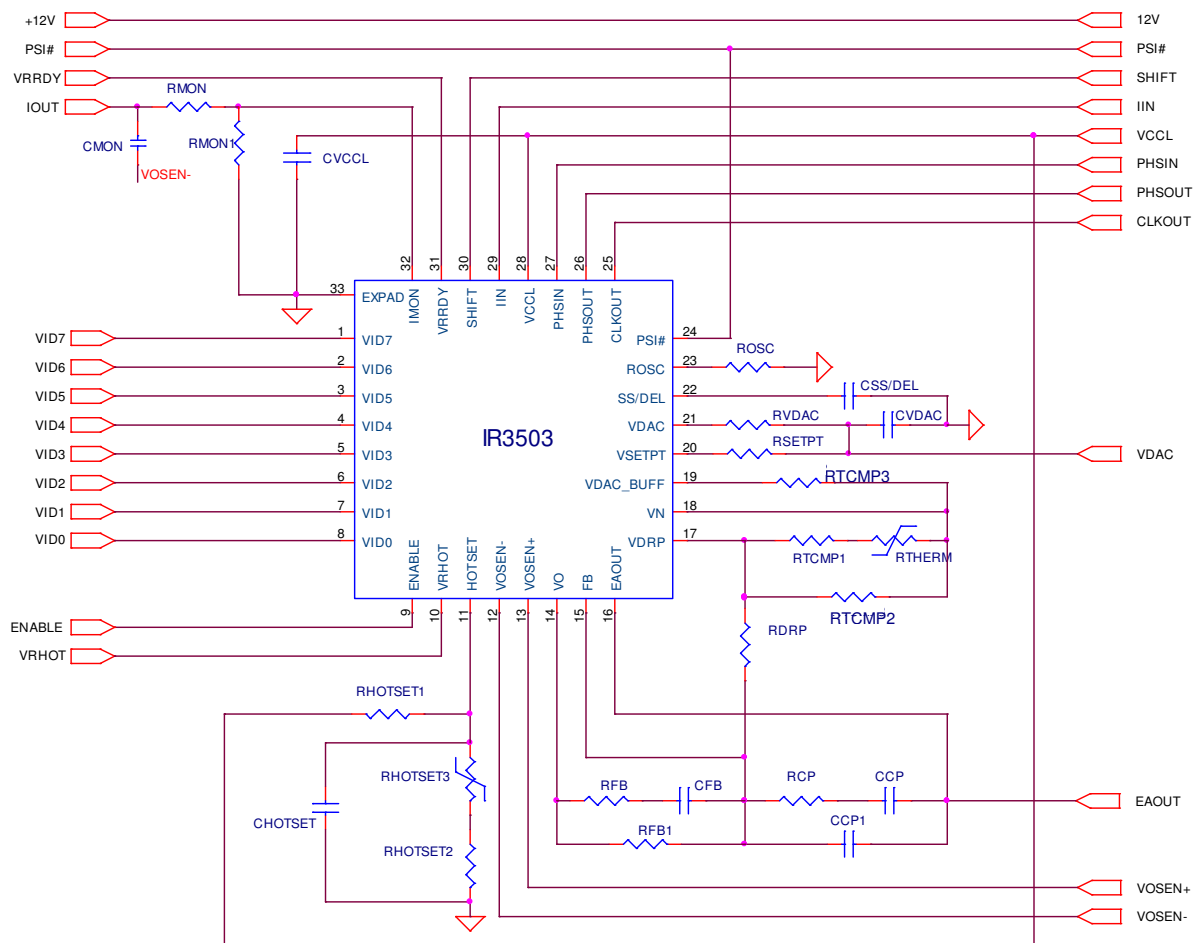 +12V
12V
PSI#
PSI#
VRRDY
SHIFT
RMON
IOUT
IIN
VCCL
CMON
RMON1
CVCCL
VOSEN-
PHSIN
PHSOUT
CLKOUT
32
31
30
29
28
27
26
25
33
EXPAD
IMON
VRRDY
SHIFT
IIN
VCCL
PHSIN
PHSOUT
CLKOUT
VID7
1
VID7
PSI#
24
VID6
2
VID6
ROSC
23
ROSC
VID5
3
VID5
SS/DEL
22
CSS/DEL
VID4
4
VID4
VDAC
21
RVDAC
CVDAC
IR3503
VID3
5
VID3
VSETPT
20
RSETPT
VDAC
VID2
6
VID2
VDAC_BUFF
19
RTCMP3
VID1
7
VID1
VN
18
VID0
8
VID0
VDRP
17
RTCMP1
RTHERM
ENABLE
VRHOT
HOTSET
VOSEN-
VOSEN+
VO
FB
EAOUT
9
10
11
12
13
14
15
16
RTCMP2
ENABLE
RDRP
VRHOT
RHOTSET1
RHOTSET3
RFB
CFB
RCP
CCP
EAOUT
CHOTSET
RFB1
CCP1
RHOTSET2
VOSEN+
VOSEN-